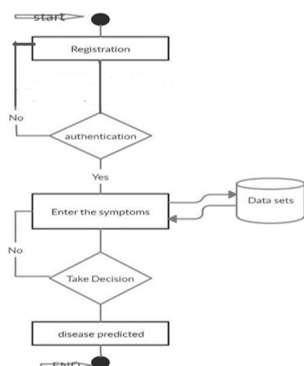 start
Registration
No
authentication
Yes
Enter the symptoms
Data sets
No
Take Decision
disease predicted
END